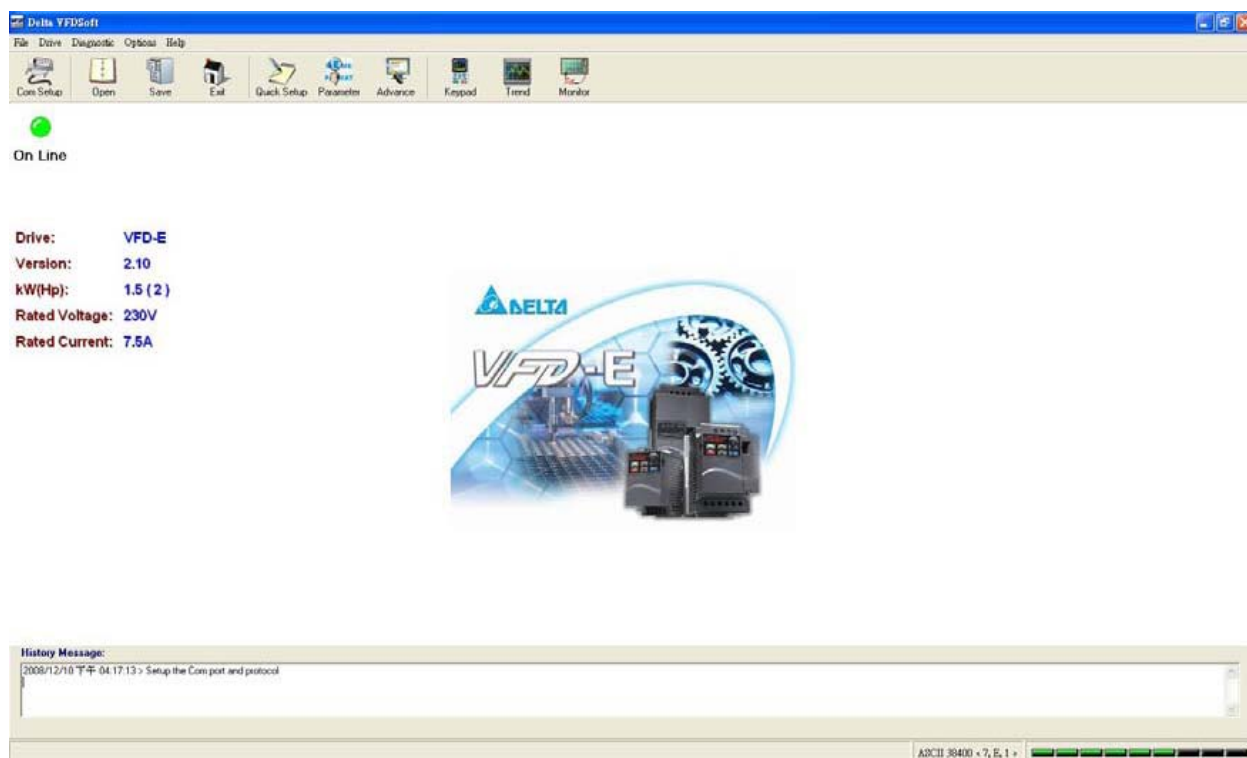 Delta VFDSoft
File Drive Diagnostic Options Help
Com Setup Open Save Exit Quick Setup Parameter Advance Keypad Trend Monitor
On Line
Drive: VFD-E
Version: 2.10
kW(Hp): 1.5 ( 2 )
Rated Voltage: 230V
Rated Current: 7.5A
DELTA
VFD-E
History Message:
2008/12/10 下午 04:17:13 > Setup the Com port and protocol
ASCII 38400 < 7, E, 1 >